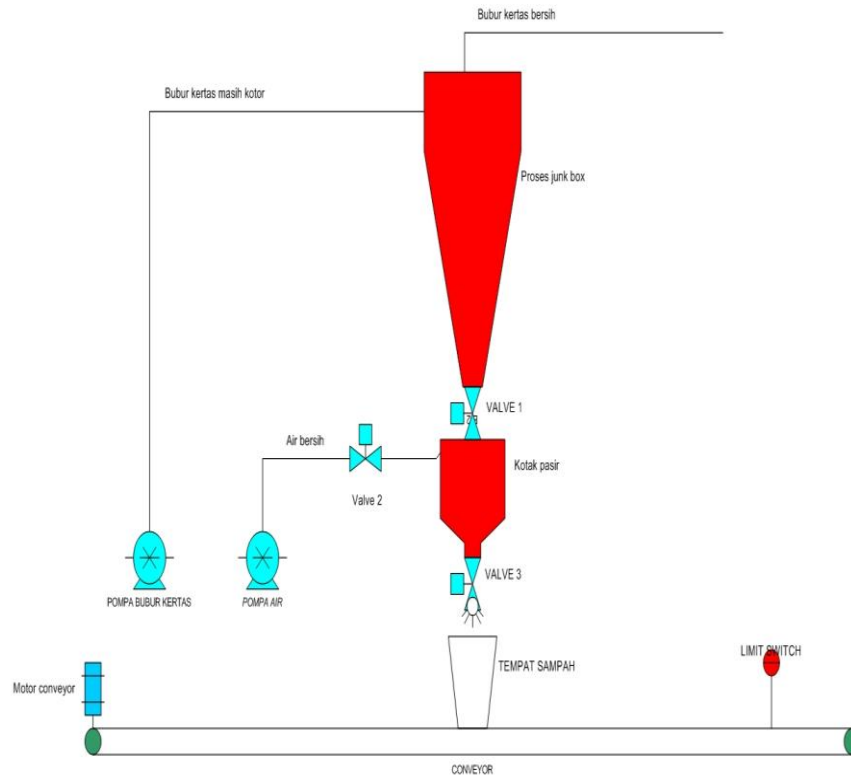 Bubur kertas bersih
Bubur kertas masih kotor
Proses junk box
VALVE 1
Air bersih
Kotak pasir
Valve 2
VALVE 3
POMPA BUBUR KERTAS
POMPA AIR
LIMIT SWITCH
TEMPAT SAMPAH
Motor conveyor
CONVEYOR